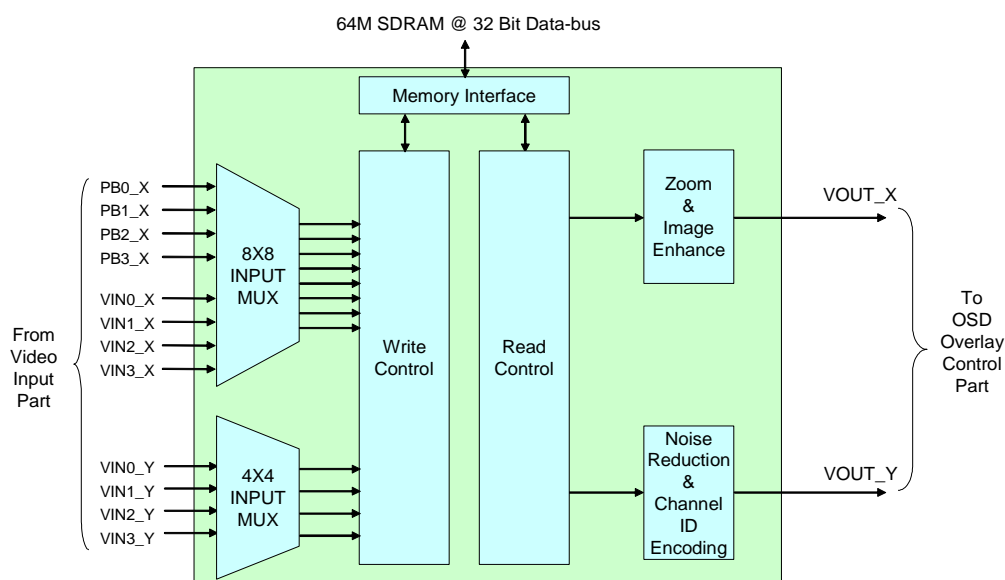 64M SDRAM @ 32 Bit Data-bus
Memory Interface
From
Video
Input
Part
PB0_X
PB1_X
PB2_X
PB3_X
VIN0_X
VIN1_X
VIN2_X
VIN3_X
8X8
INPUT
MUX
VIN0_Y
VIN1_Y
VIN2_Y
VIN3_Y
4X4
INPUT
MUX
Write
Control
Read
Control
Zoom
&
Image
Enhance
VOUT_X
Noise
Reduction
&
Channel
ID
Encoding
VOUT_Y
To
OSD
Overlay
Control
Part